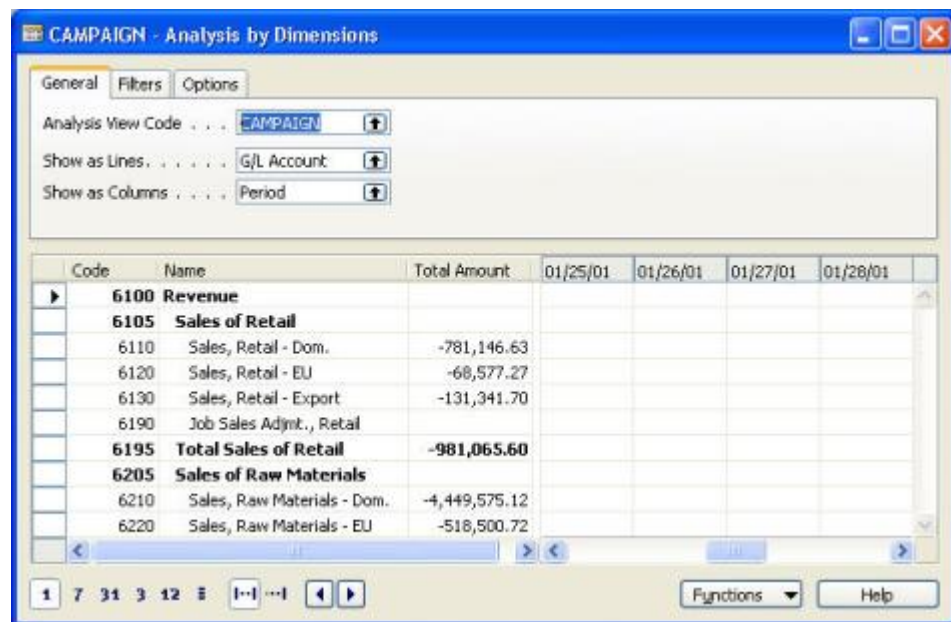 CAMPAIGN - Analysis by Dimensions
General Filters Options
Analysis View Code . . . CAMPAIGN
Show as Lines. . . . . . G/L Account
Show as Columns . . . . Period
Code Name Total Amount 01/25/01 01/26/01 01/27/01 01/28/01
6100 Revenue
6105 Sales of Retail
6110 Sales, Retail - Dom. -781,146.63
6120 Sales, Retail - EU -68,577.27
6130 Sales, Retail - Export -131,341.70
6190 Job Sales Adjmt., Retail
6195 Total Sales of Retail -981,065.60
6205 Sales of Raw Materials
6210 Sales, Raw Materials - Dom. -4,449,575.12
6220 Sales, Raw Materials - EU -518,500.72
1 7 31 3 12 Functions Help